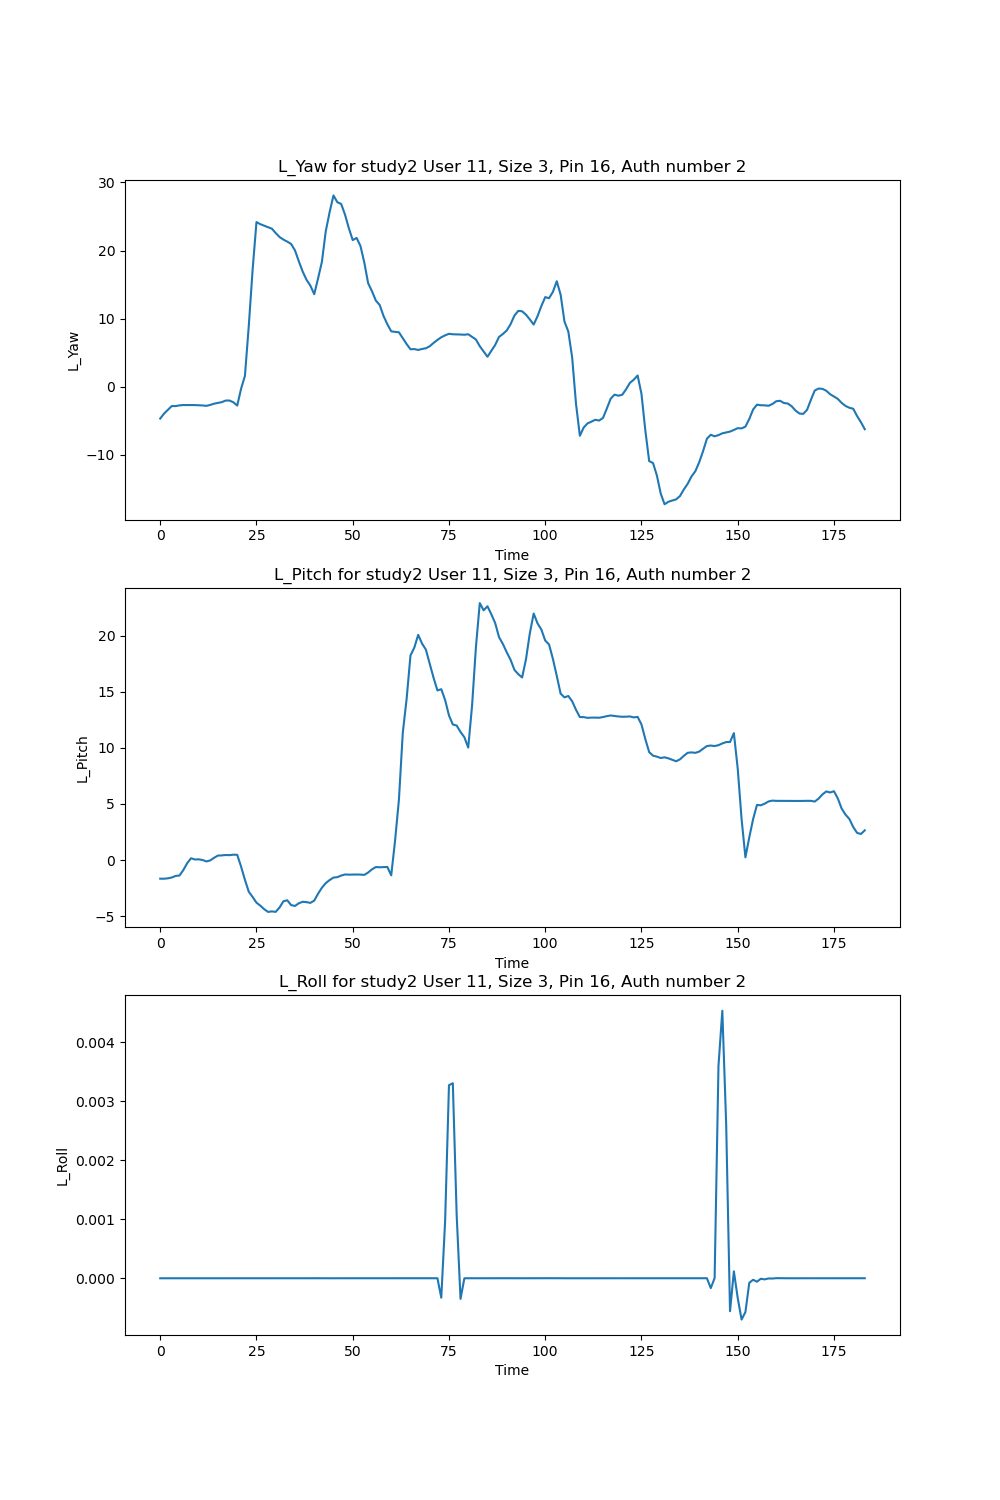 L_Yaw for study2 User 11, Size 3, Pin 16, Auth number 2
30
20
10
0
−10
L_Yaw
0 25 50 75 100 125 150 175
Time
L_Pitch for study2 User 11, Size 3, Pin 16, Auth number 2
20
15
10
5
0
−5
L_Pitch
0 25 50 75 100 125 150 175
Time
L_Roll for study2 User 11, Size 3, Pin 16, Auth number 2
0.004
0.003
0.002
0.001
0.000
L_Roll
0 25 50 75 100 125 150 175
Time